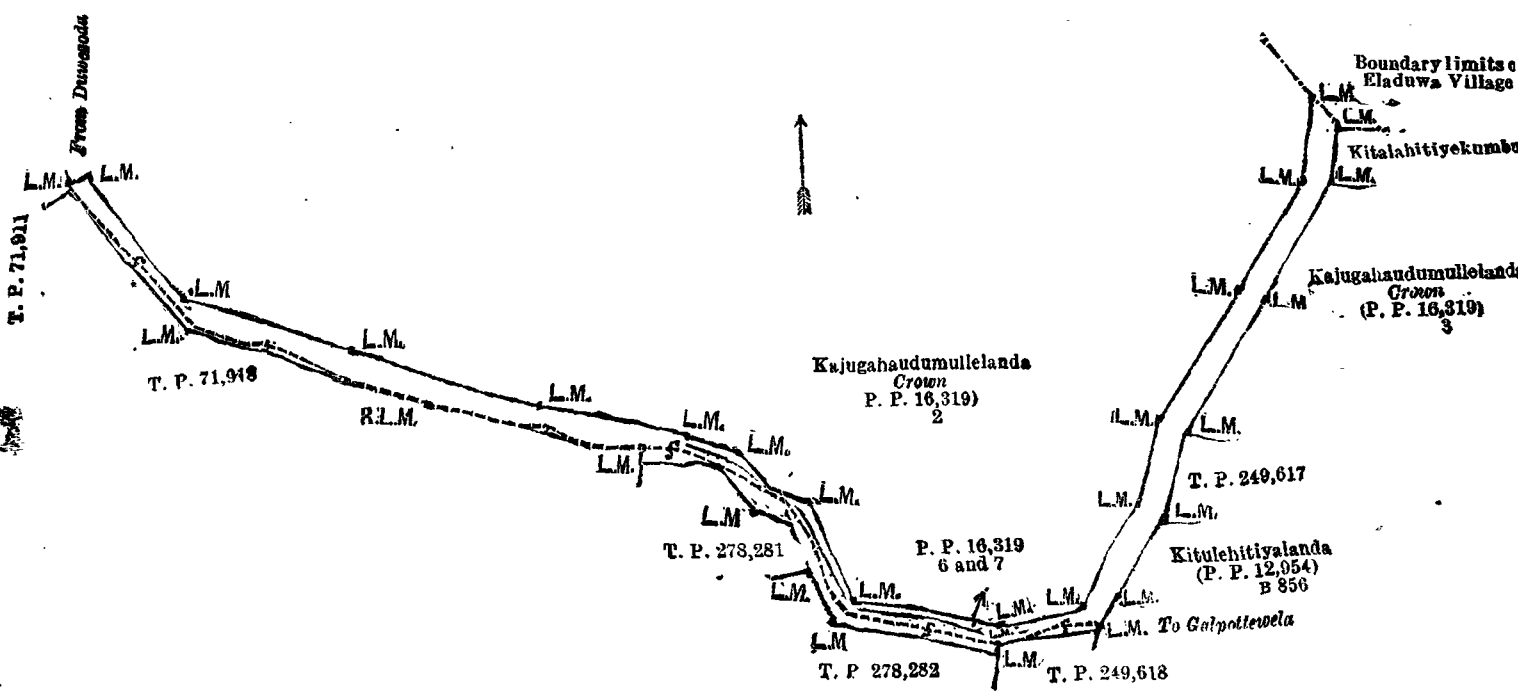 From Duwewoda
Boundary limits o
Eladuwa Village
L.M.
L.M.
Kitalahitiyekumbu
L.M.
L.M.
L.M.
L.M.
T. P. 71,911
L.M
L.M.
L.M
Kajugahaudumullelanda
Crown
(P. P. 16,319)
3
L.M.
L.M.
T. P. 71,918
Kajugahaudumullelanda
Crown
P. P. 16,319)
2
L.M.
R.L.M.
L.M.
L.M.
L.M.
L.M.
L.M.
L.M.
T. P. 249,617
L.M.
L.M.
L.M.
L.M
T. P. 278,281
P. P. 16,319
6 and 7
Kitulehitiyalanda
(P. P. 12,954)
B 856
L.M.
L.M.
L.M.
L.M.
L.M.
L.M.
To Galpottewela
L.M
L.M.
T. P 278,282
T. P. 249,618
f
f
f
f